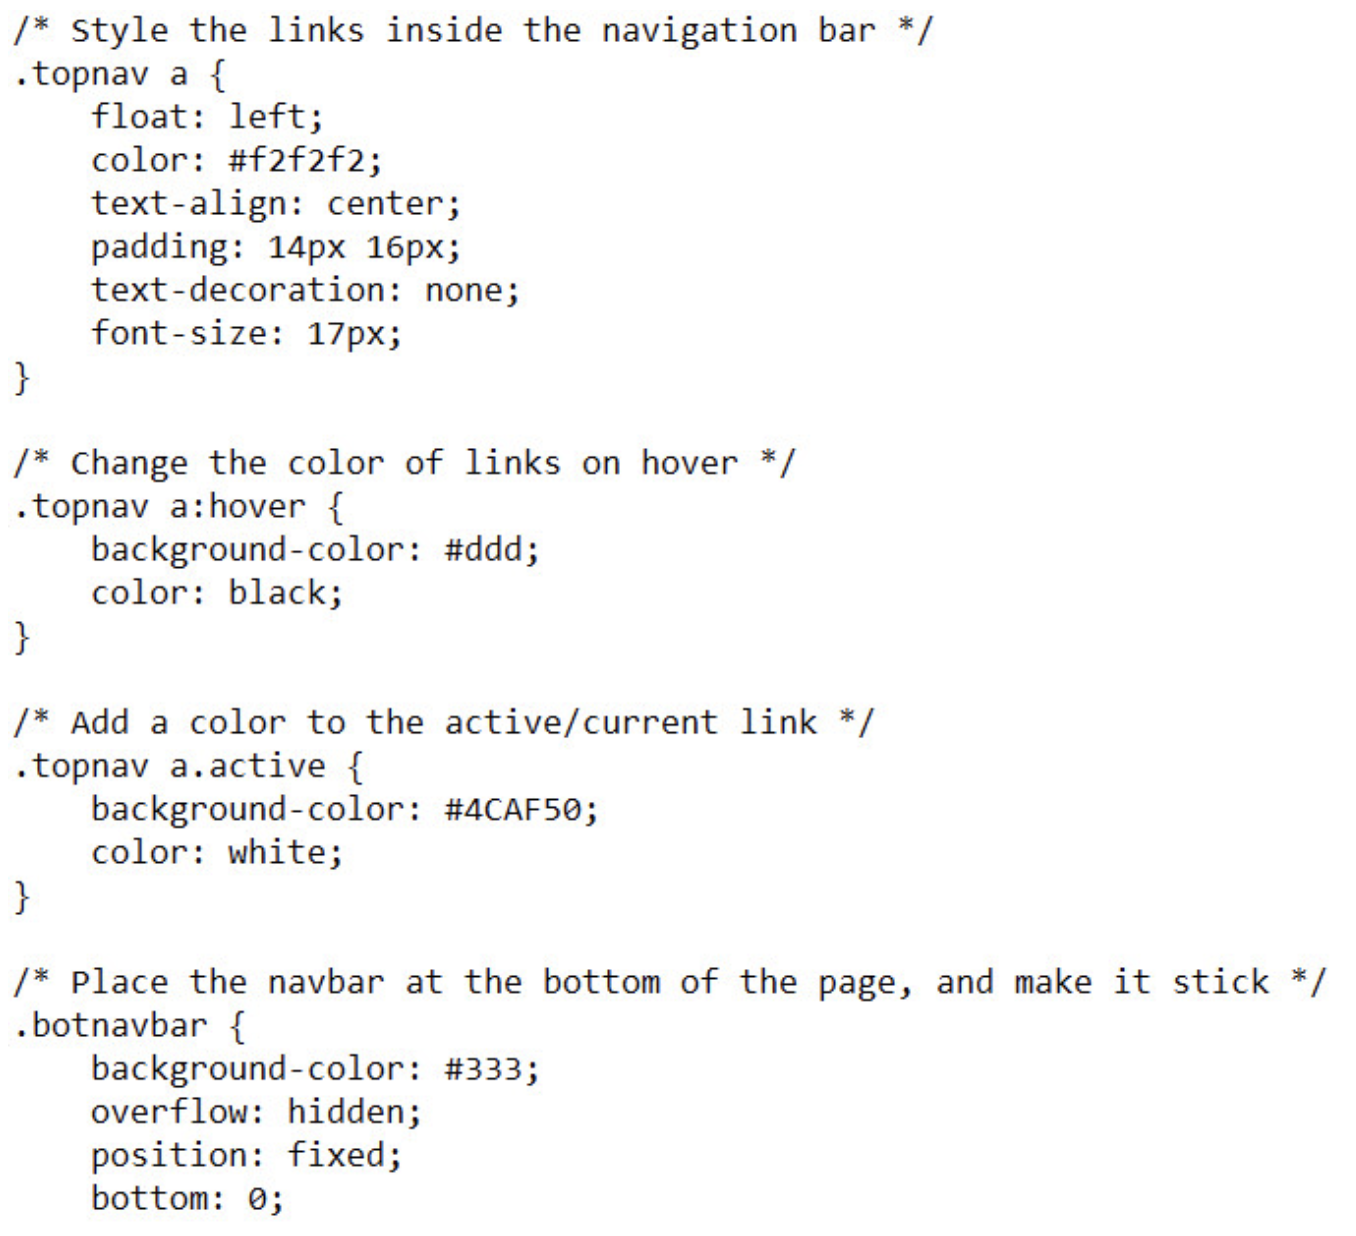 /* Style the links inside the navigation bar */
.topnav a {
    float: left;
    color: #f2f2f2;
    text-align: center;
    padding: 14px 16px;
    text-decoration: none;
    font-size: 17px;
}

/* Change the color of links on hover */
.topnav a:hover {
    background-color: #ddd;
    color: black;
}

/* Add a color to the active/current link */
.topnav a.active {
    background-color: #4CAF50;
    color: white;
}

/* Place the navbar at the bottom of the page, and make it stick */
.botnavbar {
    background-color: #333;
    overflow: hidden;
    position: fixed;
    bottom: 0;